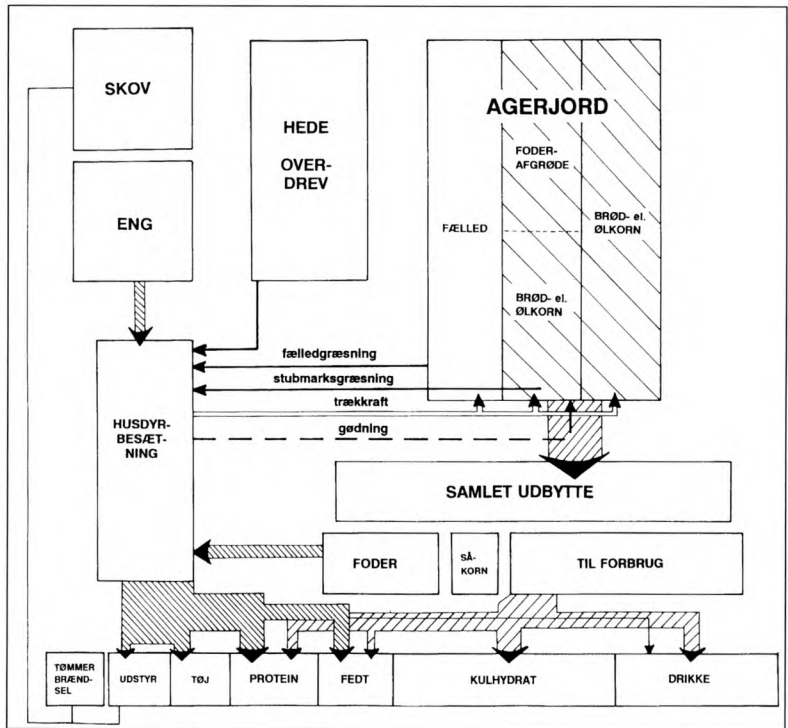 SKOV
HEDE
OVER-
DREV
AGERJORD
FODER-
AFGRØDE
ENG
FÆLLED
BRØD- el.
ØLKORN
BRØD- el.
ØLKORN
fælledgræsning
stubmarksgræsning
trækkraft
gødning
HUSDYR-
BESÆT-
NING
SAMLET UDBYTTE
FODER
SÅ-
KORN
TIL FORBRUG
TØMMER
BRÆND-
SEL
UDSTYR
TØJ
PROTEIN
FEDT
KULHYDRAT
DRIKKE